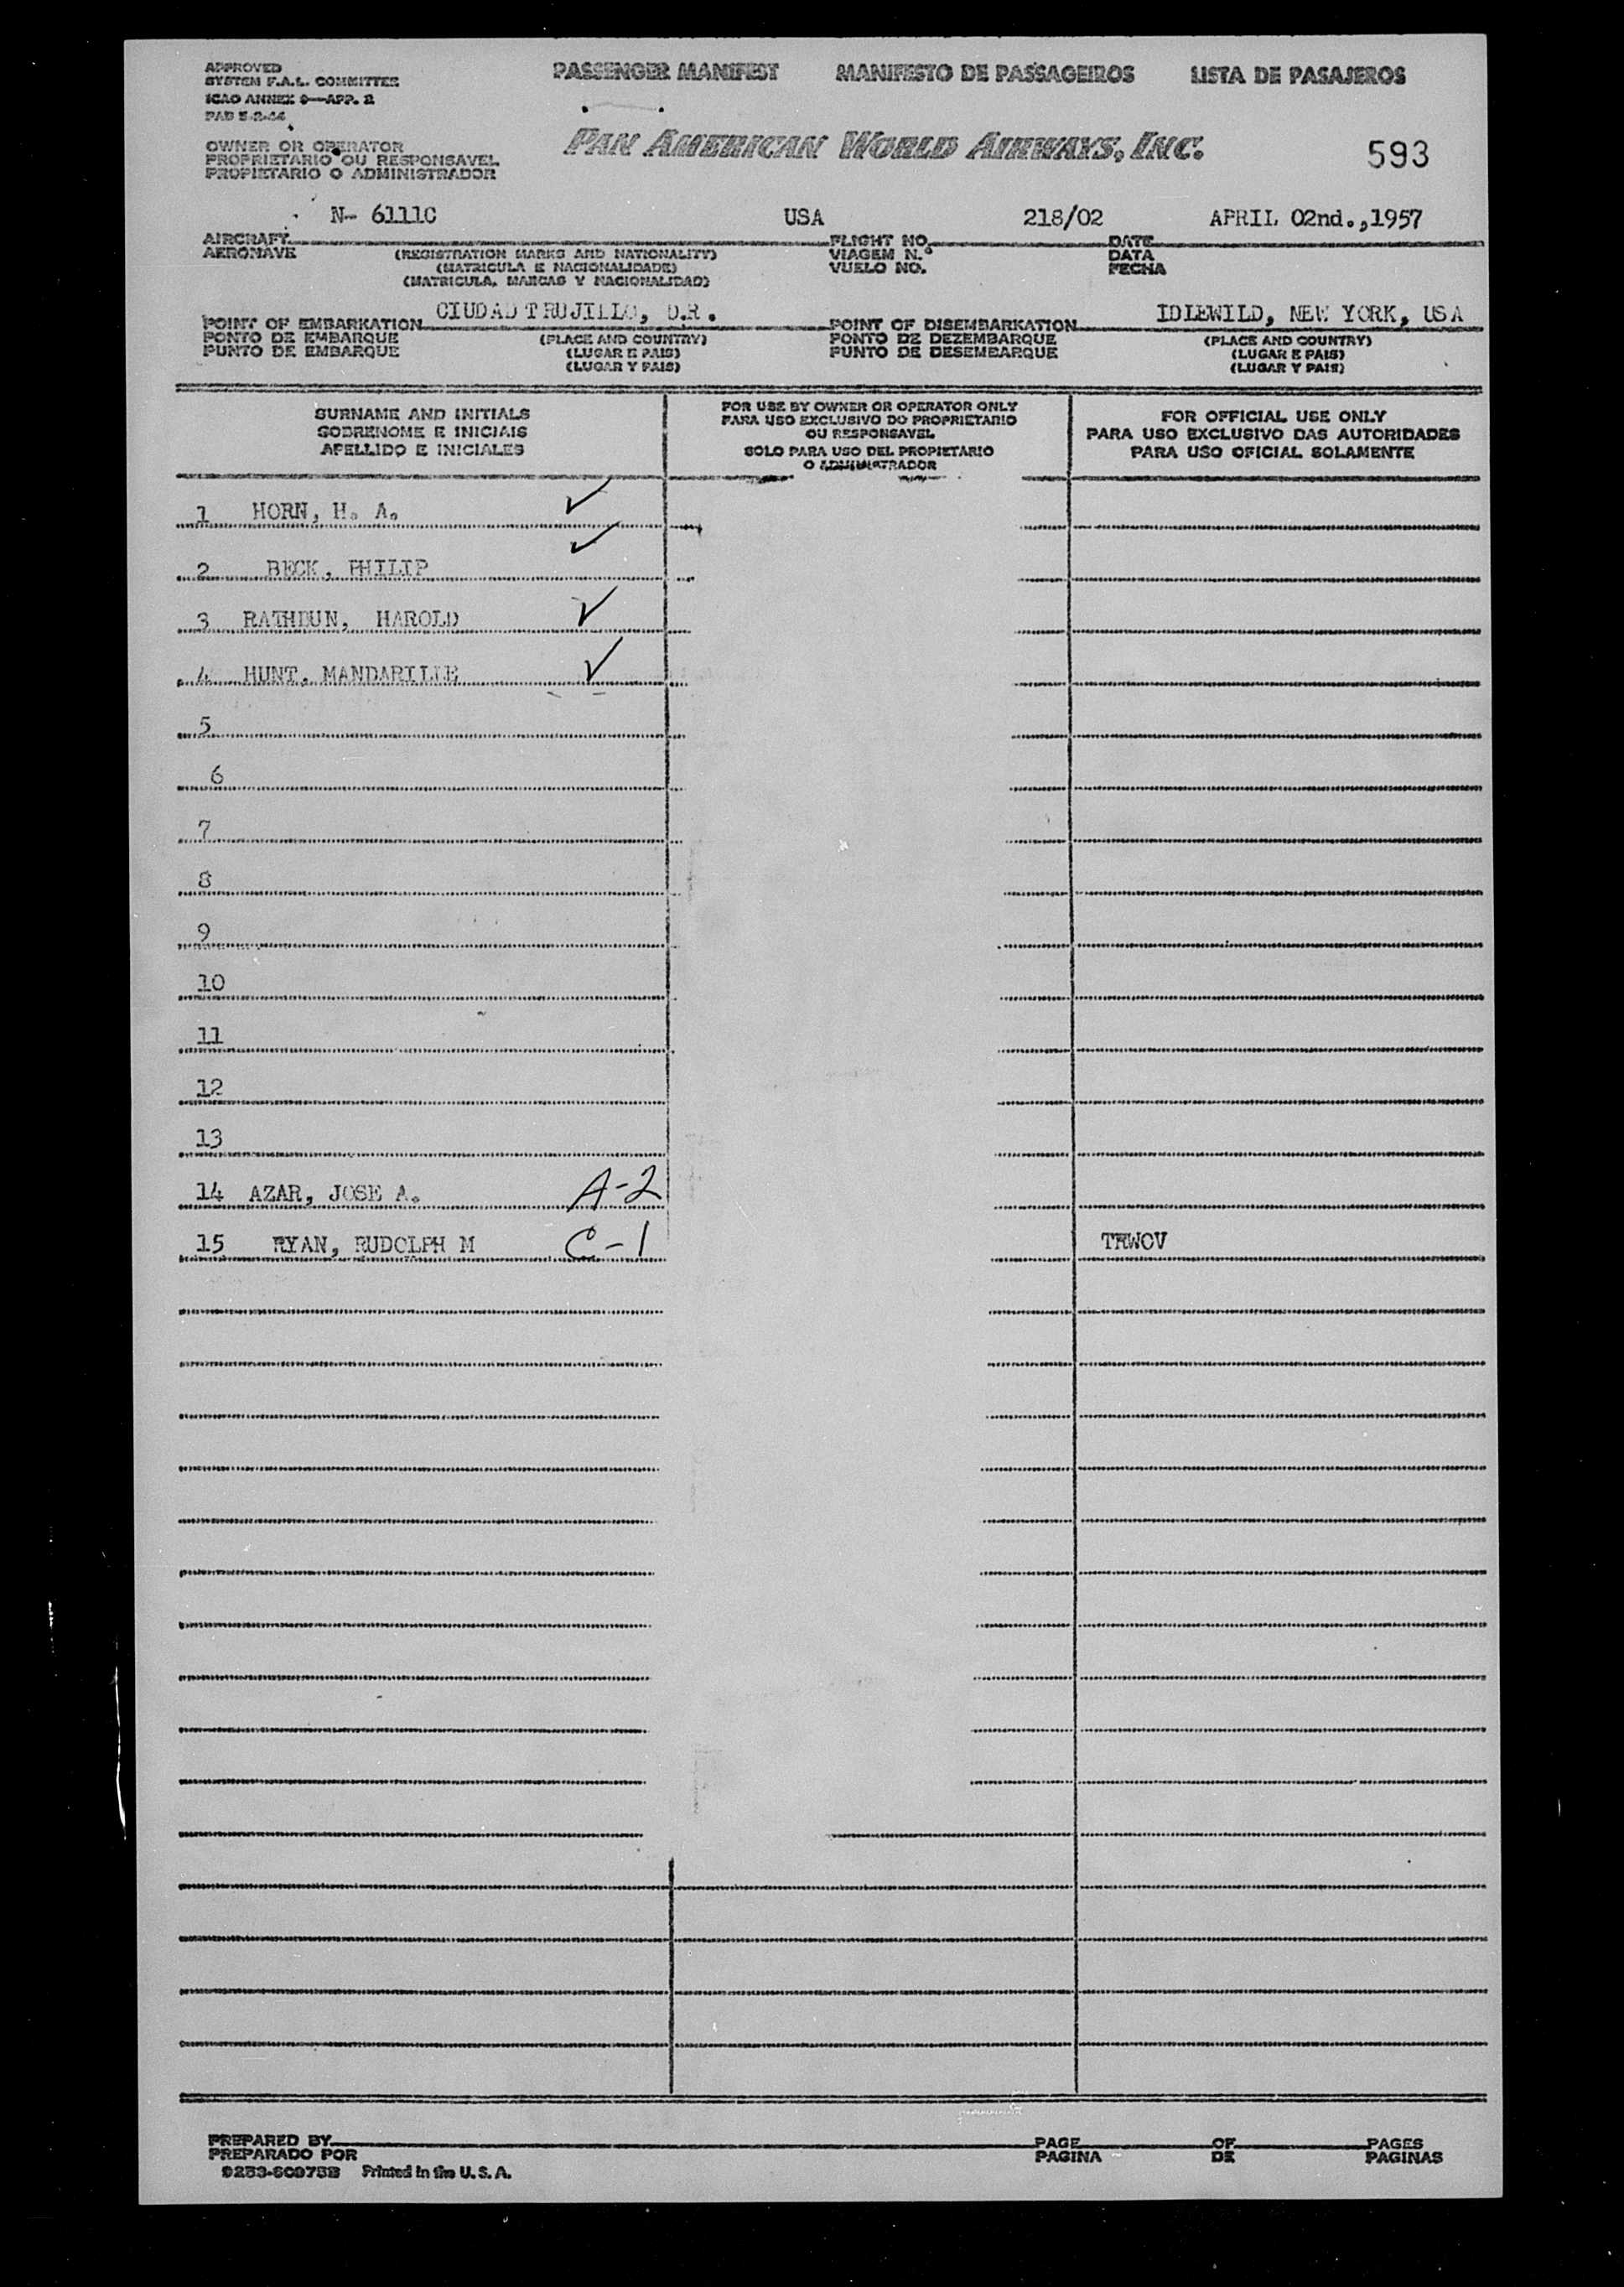 APPROVED
SYSTEM F.A.L. COMMITTEE
ICAO ANNEX 9—APP. 2
PASSENGER MANIFEST MANIFESTO DE PASSAGEIROS LISTA DE PASAJEROS
OWNER OR OPERATOR
PROPRIETARIO OU RESPONSAVEL
PROPIETARIO O ADMINISTRADOR
PAN AMERICAN WORLD AIRWAYS, INC.
593
N- 6111C USA 218/02 APRIL 02nd.,1957
AIRCRAFT FLIGHT NO. DATE
AERONAVE (REGISTRATION MARKS AND NATIONALITY) VIAGEM N.º DATA
(MATRICULA E NACIONALIDADE) VUELO NO. FECHA
(MATRICULA, MARCAS Y NACIONALIDAD)
CIUDAD TRUJILLO, D.R. IDLEWILD, NEW YORK, USA
POINT OF EMBARKATION POINT OF DISEMBARKATION
PONTO DE EMBARQUE (PLACE AND COUNTRY) PONTO DE DEZEMBARQUE (PLACE AND COUNTRY)
PUNTO DE EMBARQUE (LUGAR E PAIS) PUNTO DE DESEMBARQUE (LUGAR E PAIS)
(LUGAR Y PAIS) (LUGAR Y PAIS)
SURNAME AND INITIALS
SOBRENOME E INICIAIS
APELLIDO E INICIALES
FOR USE BY OWNER OR OPERATOR ONLY
PARA USO EXCLUSIVO DO PROPRIETARIO
OU RESPONSAVEL
SOLO PARA USO DEL PROPIETARIO
O ADMINISTRADOR
FOR OFFICIAL USE ONLY
PARA USO EXCLUSIVO DAS AUTORIDADES
PARA USO OFICIAL SOLAMENTE
1 HORN, H. A. ✓
2 BECK, PHILIP ✓
3 RATHBUN, HAROLD ✓
4 HUNT, MANDARILLE ✓
5
6
7
8
9
10
11
12
13
14 AZAR, JOSE A. A-2
15 RYAN, RUDOLPH M C-1 TRWOV
PREPARED BY PAGE OF PAGES
PREPARADO POR PAGINA DE PAGINAS
Printed in the U. S. A.